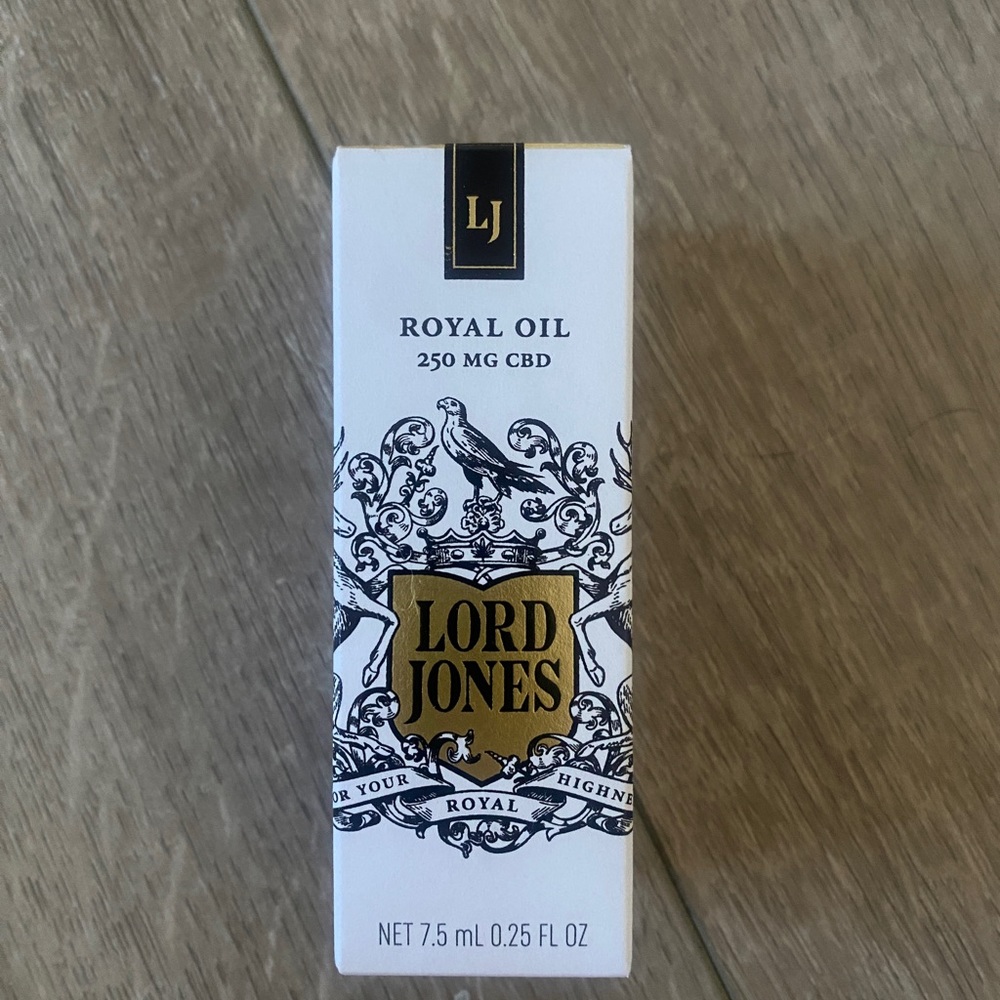 LJ
ROYAL OIL
250 MG CBD
LORD
JONES
OR YOUR ROYAL HIGHNE
NET 7.5 mL 0.25 FL OZ